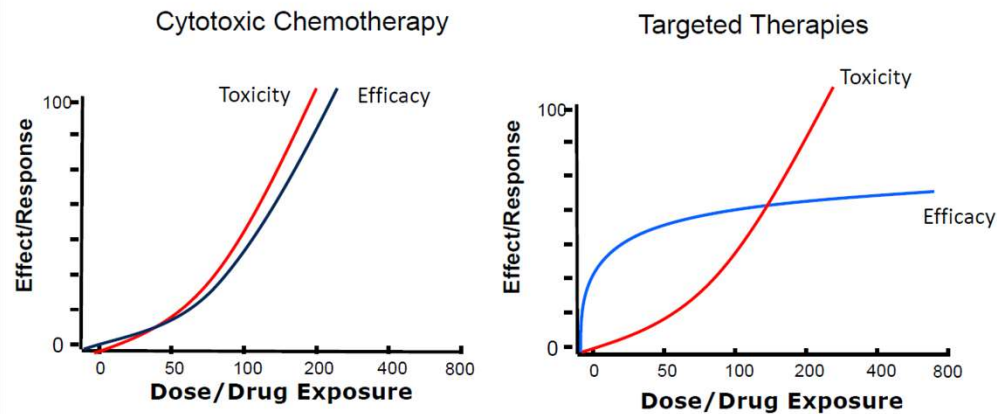 Cytotoxic Chemotherapy
Toxicity Efficacy
100
Effect/Response
0
0 50 100 200 400 800
Dose/Drug Exposure
Targeted Therapies
Toxicity
100
Effect/Response
Efficacy
0
0 50 100 200 400 800
Dose/Drug Exposure